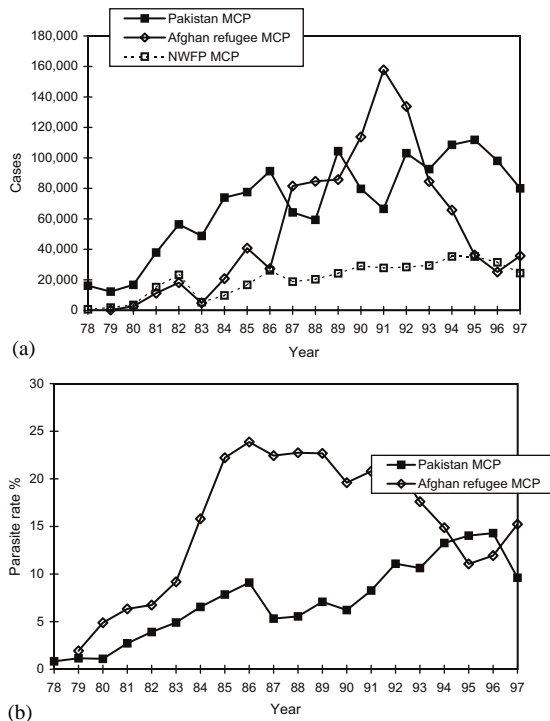 Pakistan MCP
Afghan refugee MCP
NWFP MCP
180,000
160,000
140,000
120,000
100,000
80,000
60,000
40,000
20,000
0
Cases
78 79 80 81 82 83 84 85 86 87 88 89 90 91 92 93 94 95 96 97
Year
(a)
30
25
20
15
10
5
0
Parasite rate %
Pakistan MCP
Afghan refugee MCP
78 79 80 81 82 83 84 85 86 87 88 89 90 91 92 93 94 95 96 97
Year
(b)